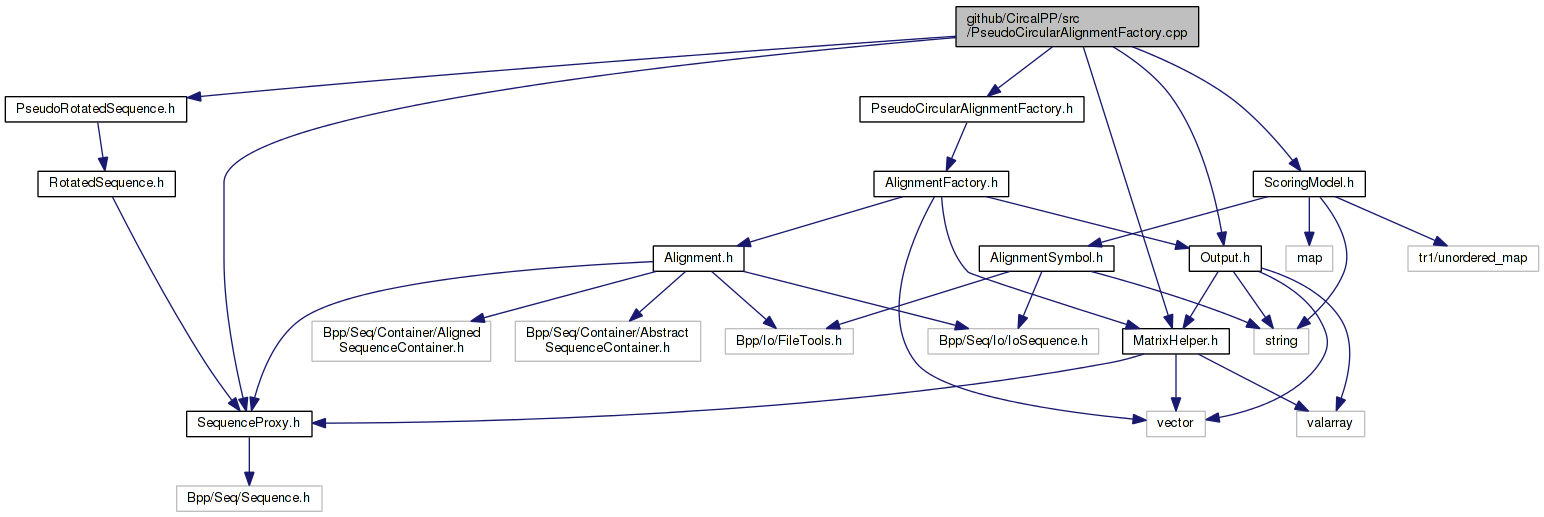 github/CircalPP/src
/PseudoCircularAlignmentFactory.cpp
PseudoRotatedSequence.h
PseudoCircularAlignmentFactory.h
RotatedSequence.h
AlignmentFactory.h
ScoringModel.h
Alignment.h
AlignmentSymbol.h
Output.h
map
tr1/unordered_map
Bpp/Seq/Container/Aligned
SequenceContainer.h
Bpp/Seq/Container/Abstract
SequenceContainer.h
Bpp/Io/FileTools.h
Bpp/Seq/Io/IoSequence.h
MatrixHelper.h
string
SequenceProxy.h
vector
valarray
Bpp/Seq/Sequence.h